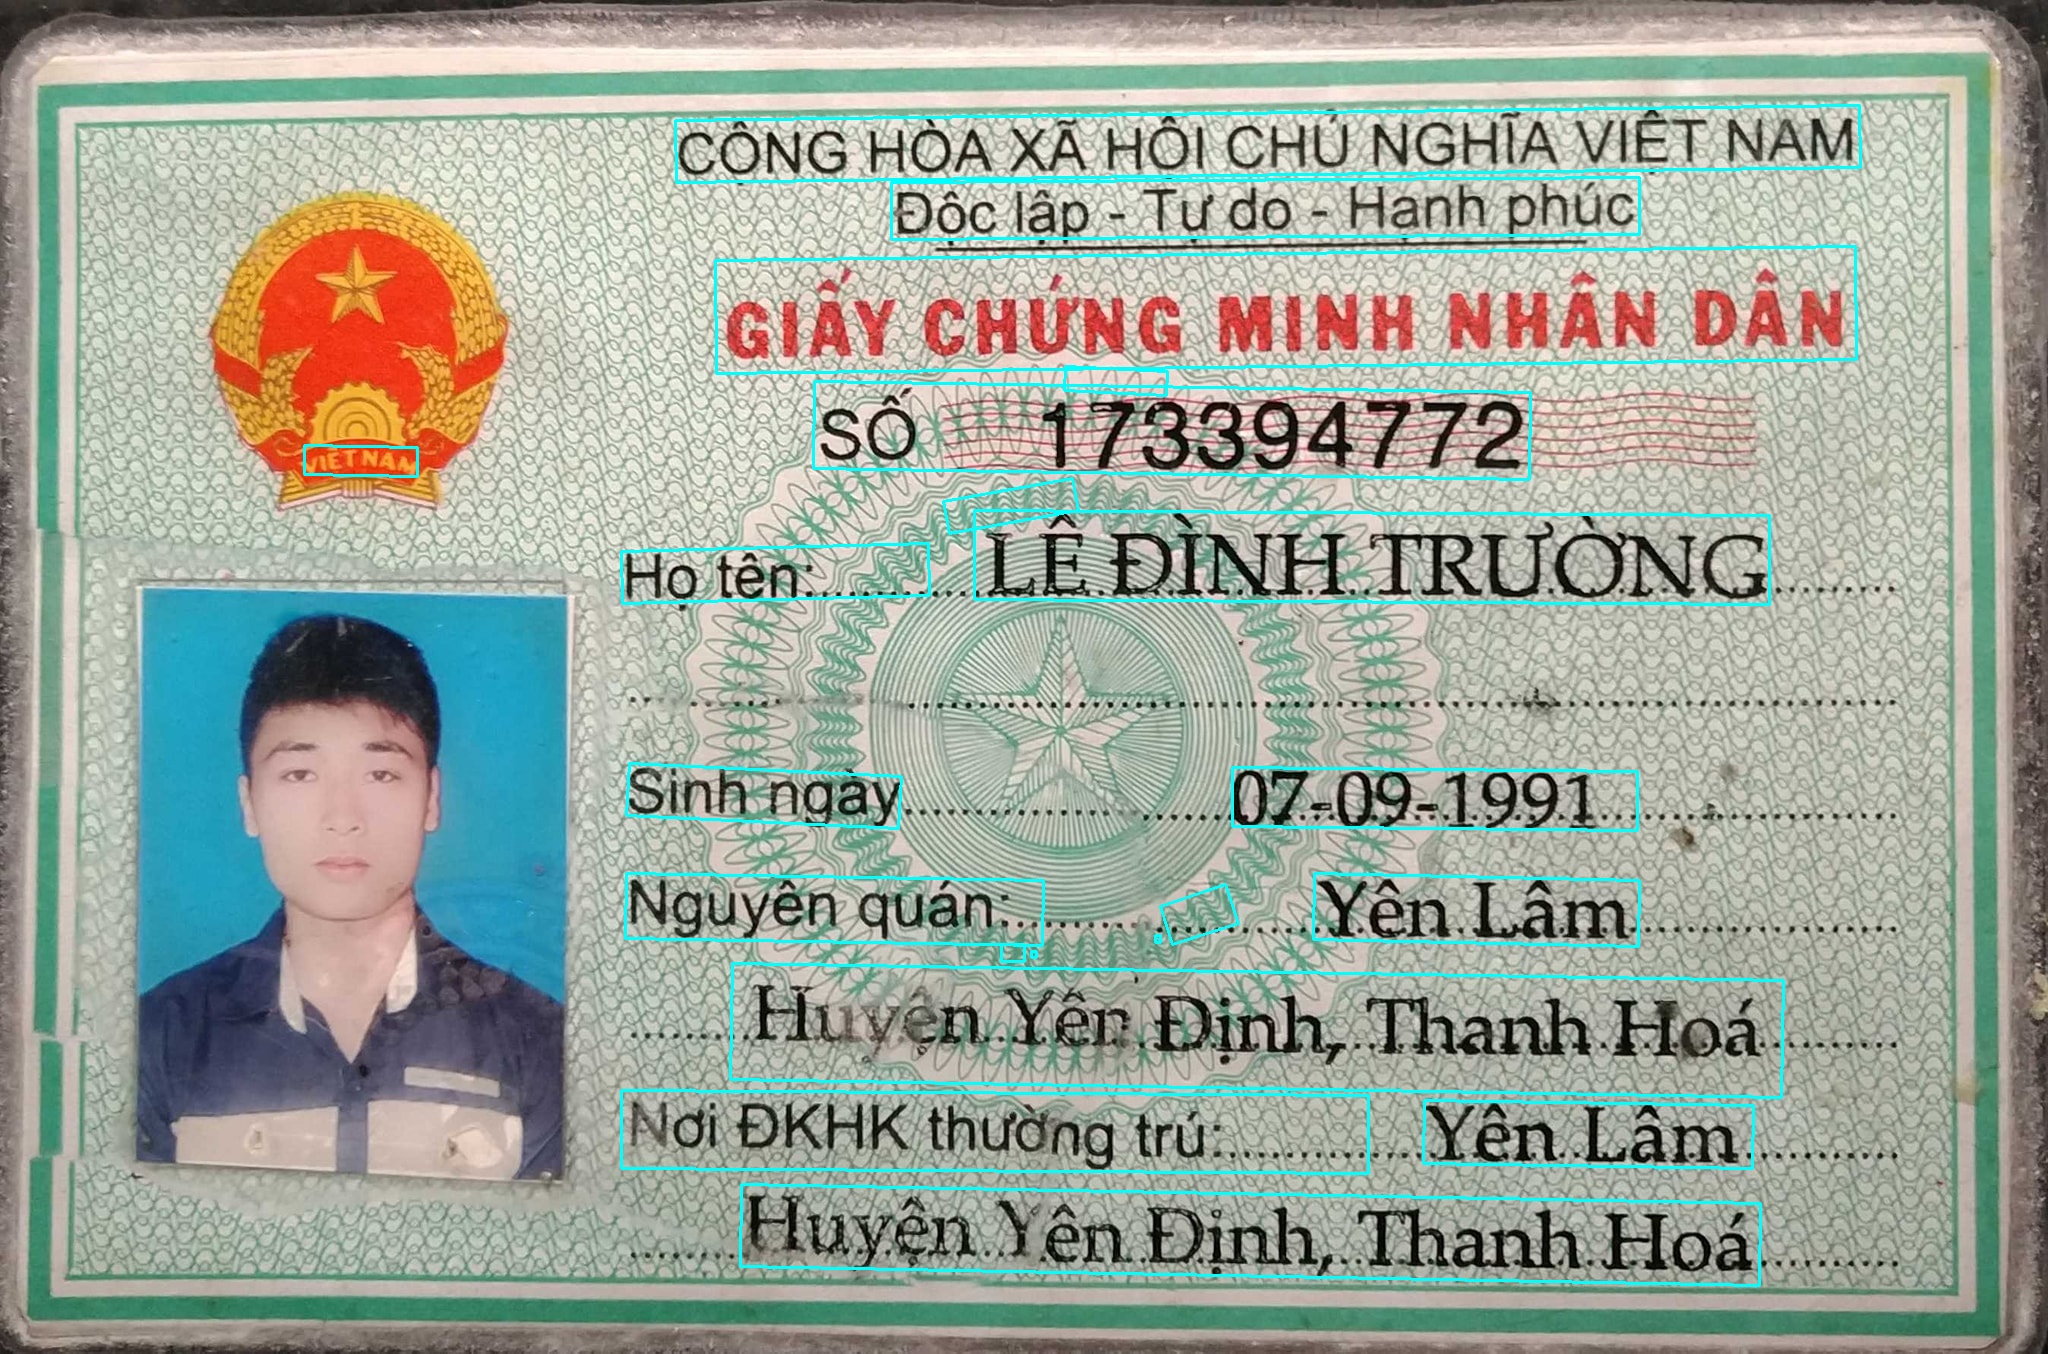 CỘNG HÒA XÃ HỘI CHỦ NGHĨA VIỆT NAM
Độc lập - Tự do - Hạnh phúc
GIẤY CHỨNG MINH NHÂN DÂN
SỐ 173394772
VIỆT NAM
Họ tên: LÊ ĐÌNH TRƯỜNG
Sinh ngày 07-09-1991
Nguyên quán: Yên Lâm
Huyện Yên Định, Thanh Hoá
Nơi ĐKHK thường trú: Yên Lâm
Huyện Yên Định, Thanh Hoá